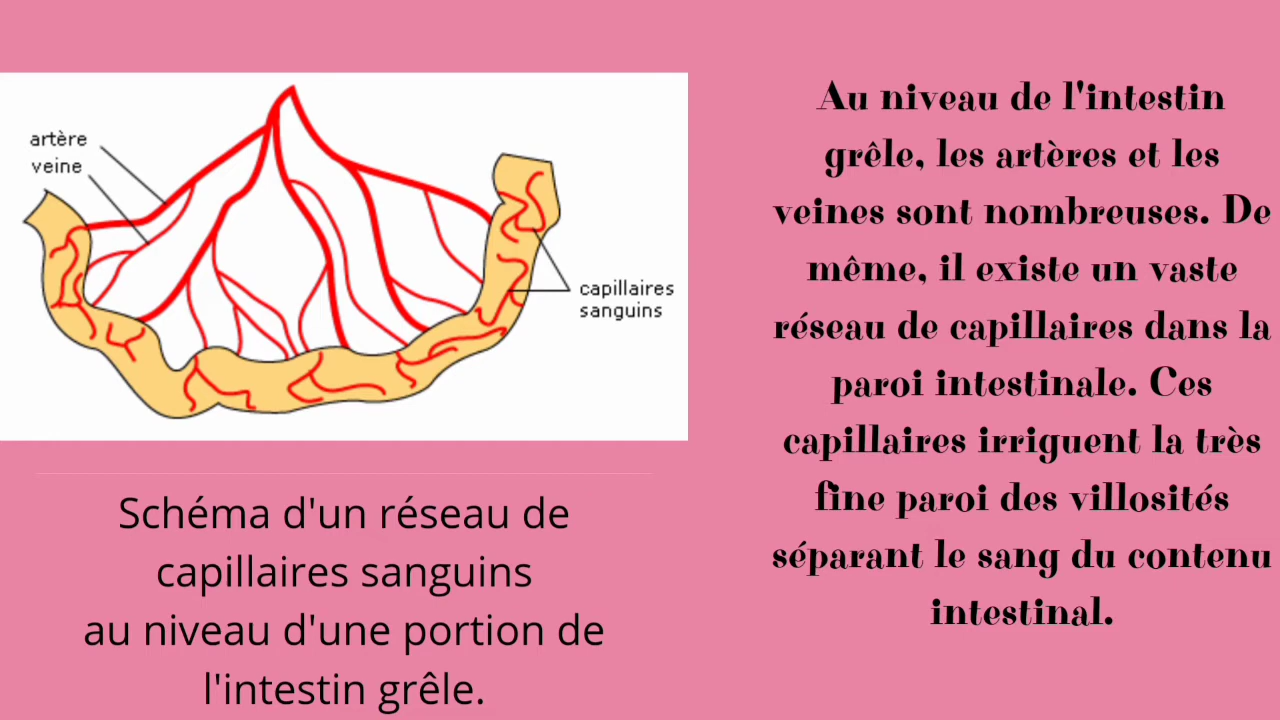 artère
veine
capillaires
sanguins
Schéma d'un réseau de
capillaires sanguins
au niveau d'une portion de
l'intestin grêle.
Au niveau de l'intestin
grêle, les artères et les
veines sont nombreuses. De
même, il existe un vaste
réseau de capillaires dans la
paroi intestinale. Ces
capillaires irriguent la très
fine paroi des villosités
séparant le sang du contenu
intestinal.